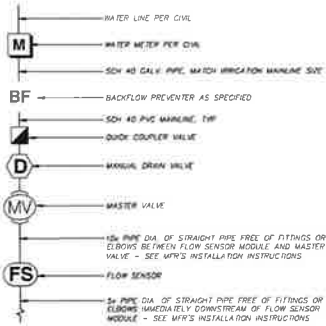 WATER LINE PER CIVIL
M
WATER METER PER CIVIL
SCH 40 GALV. PIPE, MATCH IRRIGATION MAINLINE SIZE
BF
BACKFLOW PREVENTER AS SPECIFIED
SCH 40 PVC MAINLINE, TYP
QUICK COUPLER VALVE
D
MANUAL DRAIN VALVE
MV
MASTER VALVE
10x PIPE DIA. OF STRAIGHT PIPE FREE OF FITTINGS OR
ELBOWS BETWEEN FLOW SENSOR MODULE AND MASTER
VALVE - SEE MFR'S INSTALLATION INSTRUCTIONS
FS
FLOW SENSOR
5x PIPE DIA. OF STRAIGHT PIPE FREE OF FITTINGS OR
ELBOWS IMMEDIATELY DOWNSTREAM OF FLOW SENSOR
MODULE - SEE MFR'S INSTALLATION INSTRUCTIONS